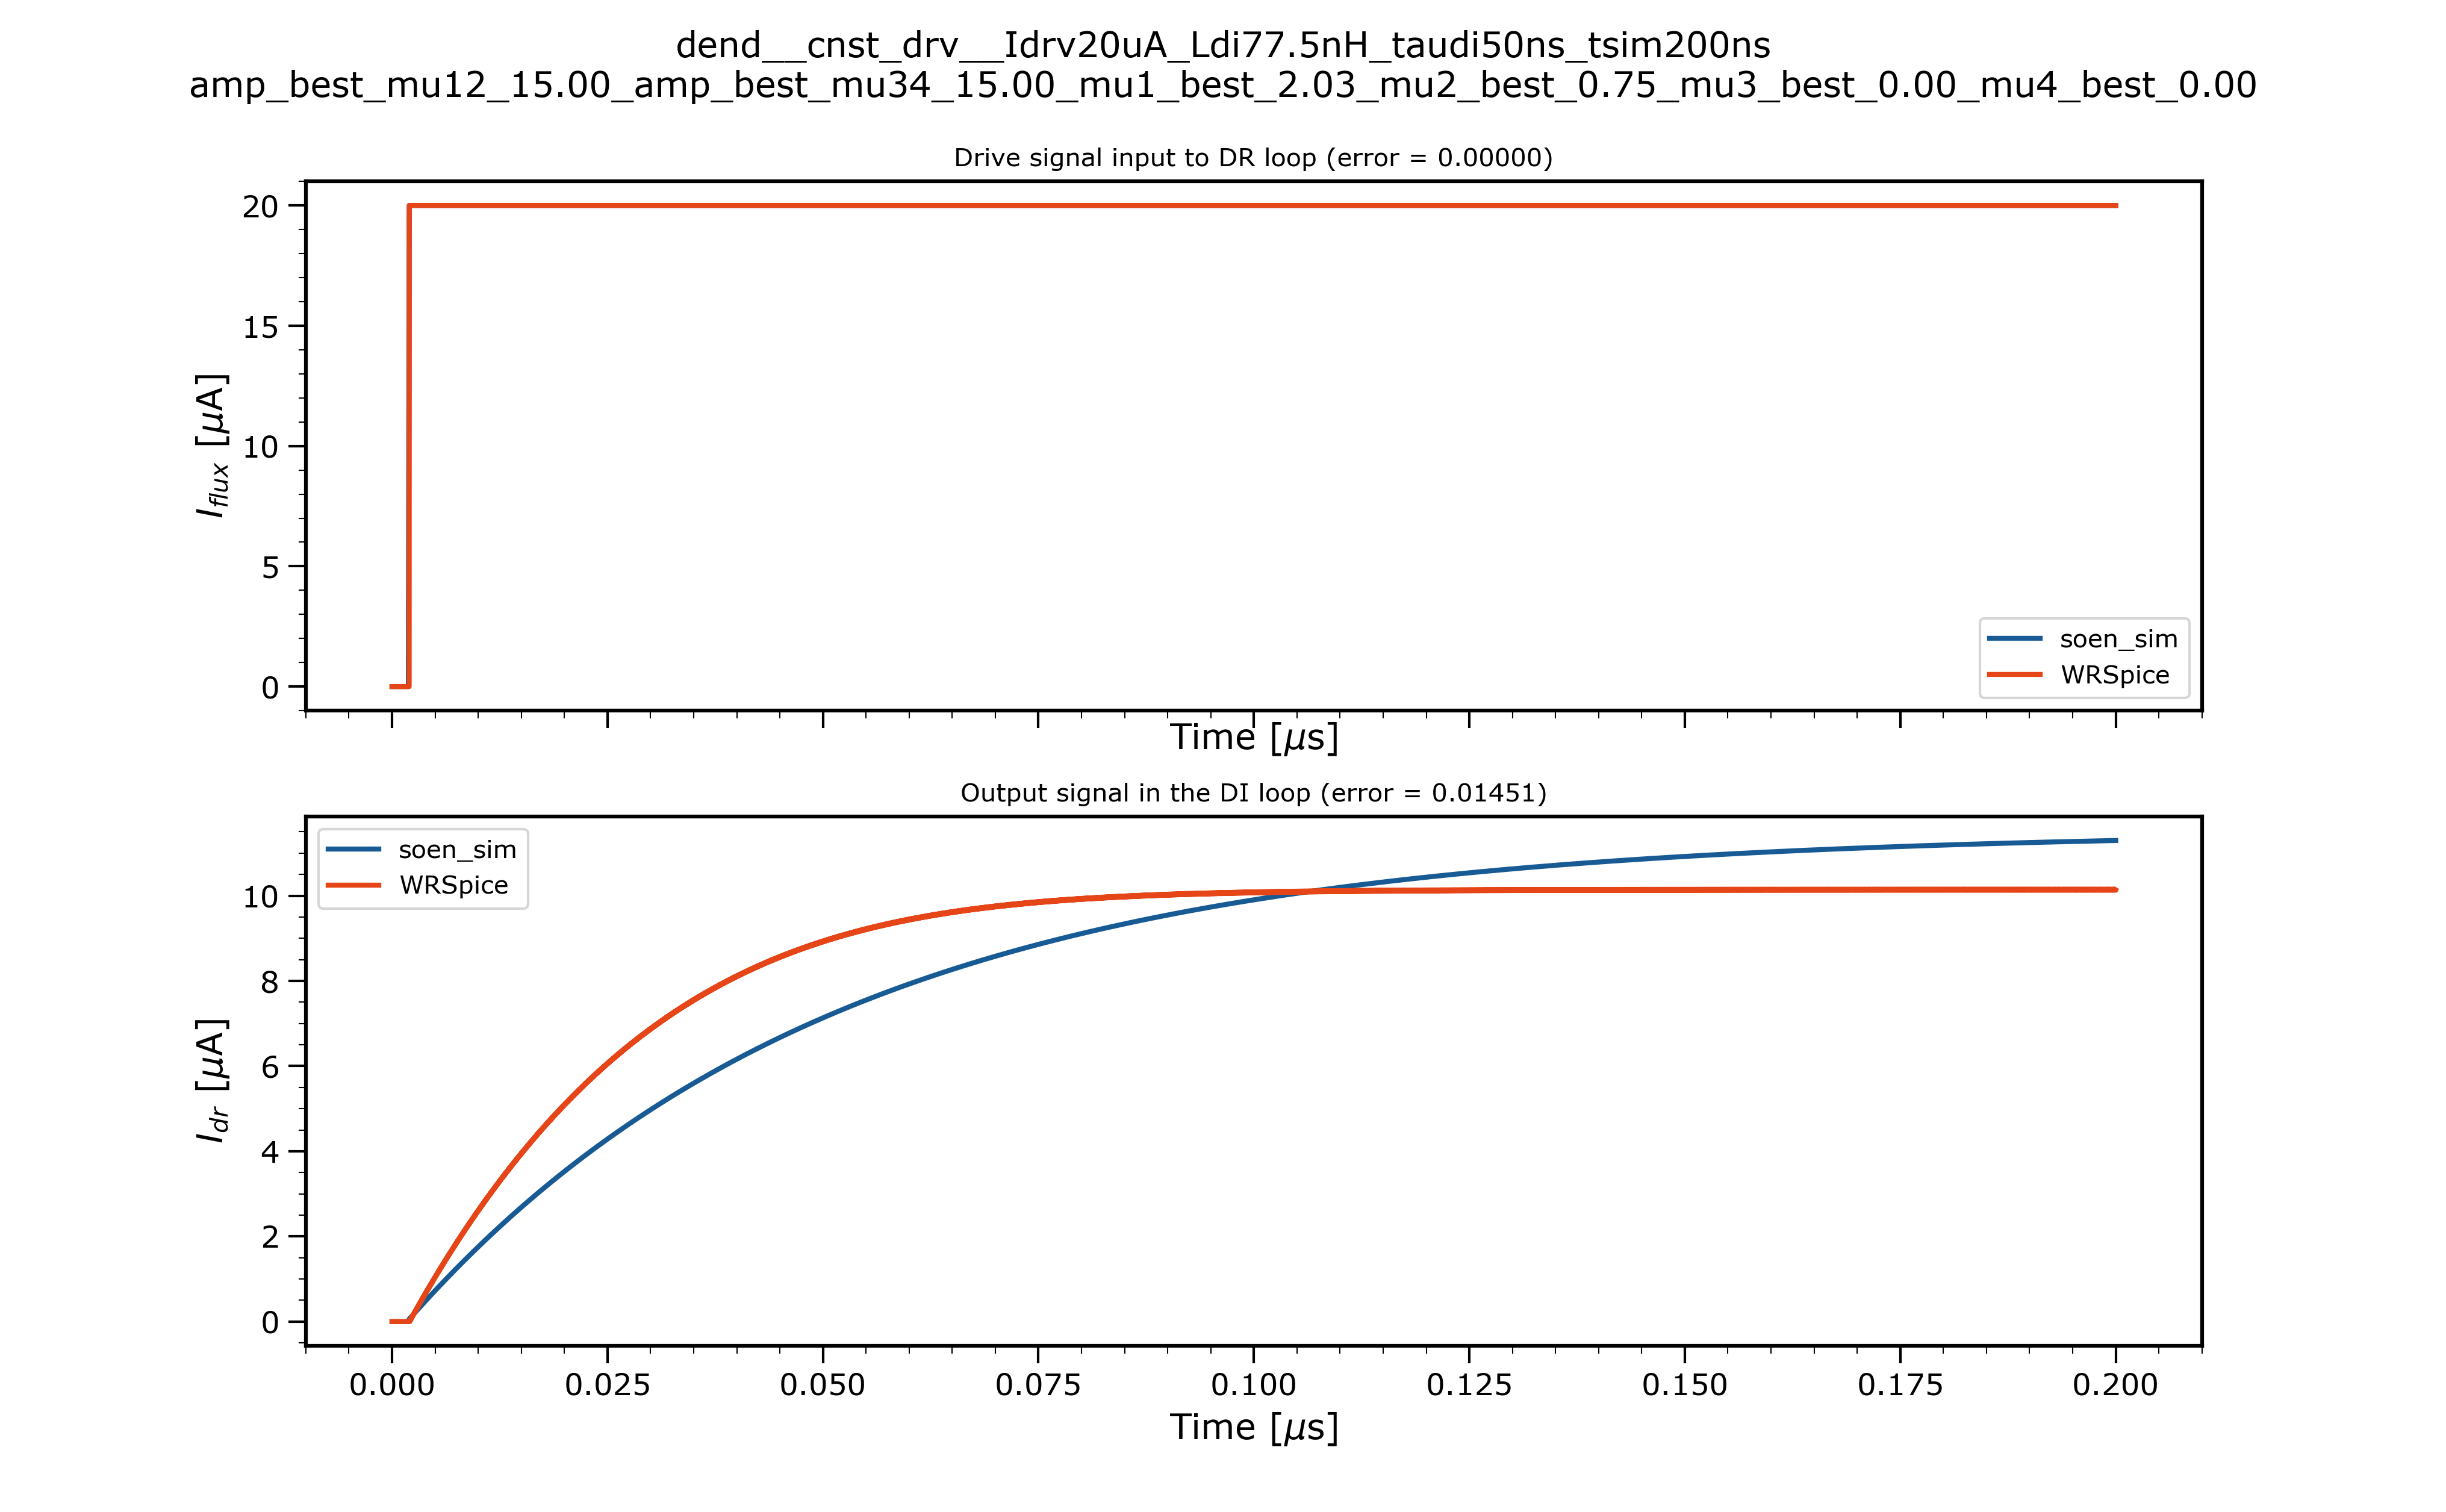 dend__cnst_drv__Idrv20uA_Ldi77.5nH_taudi50ns_tsim200ns
amp_best_mu12_15.00_amp_best_mu34_15.00_mu1_best_2.03_mu2_best_0.75_mu3_best_0.00_mu4_best_0.00
Drive signal input to DR loop (error = 0.00000)
20
15
10
5
0
I_flux [μA]
soen_sim
WRSpice
Time [μs]
Output signal in the DI loop (error = 0.01451)
soen_sim
WRSpice
10
8
6
4
2
0
I_dr [μA]
0.000 0.025 0.050 0.075 0.100 0.125 0.150 0.175 0.200
Time [μs]